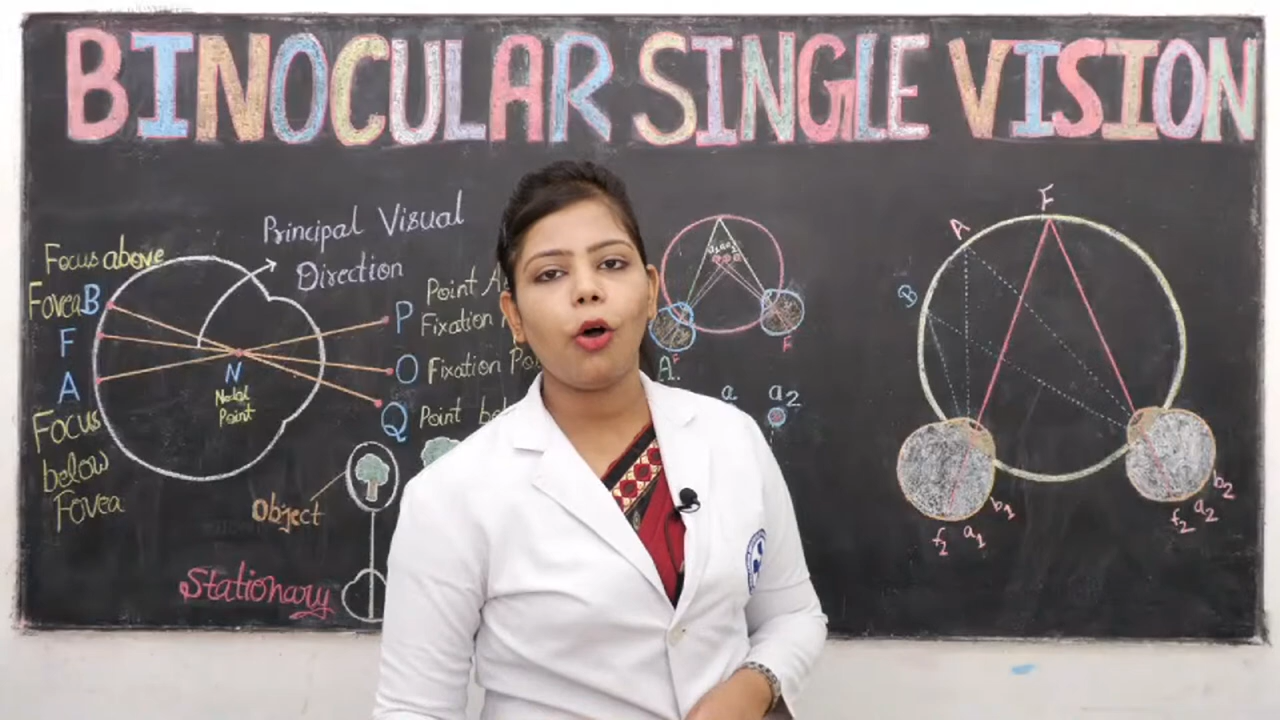 BINOCULAR SINGLE VISION
Principal Visual
Direction
Focus above
Fovea B
F
A
Focus
below
Fovea
N
Nodal
Point
P Point A
Fixation
O Fixation Po
Q Point bel
Object
Stationary
F
A.
a a2
F
A
B
f2 a1 b1
f2 a2 b2